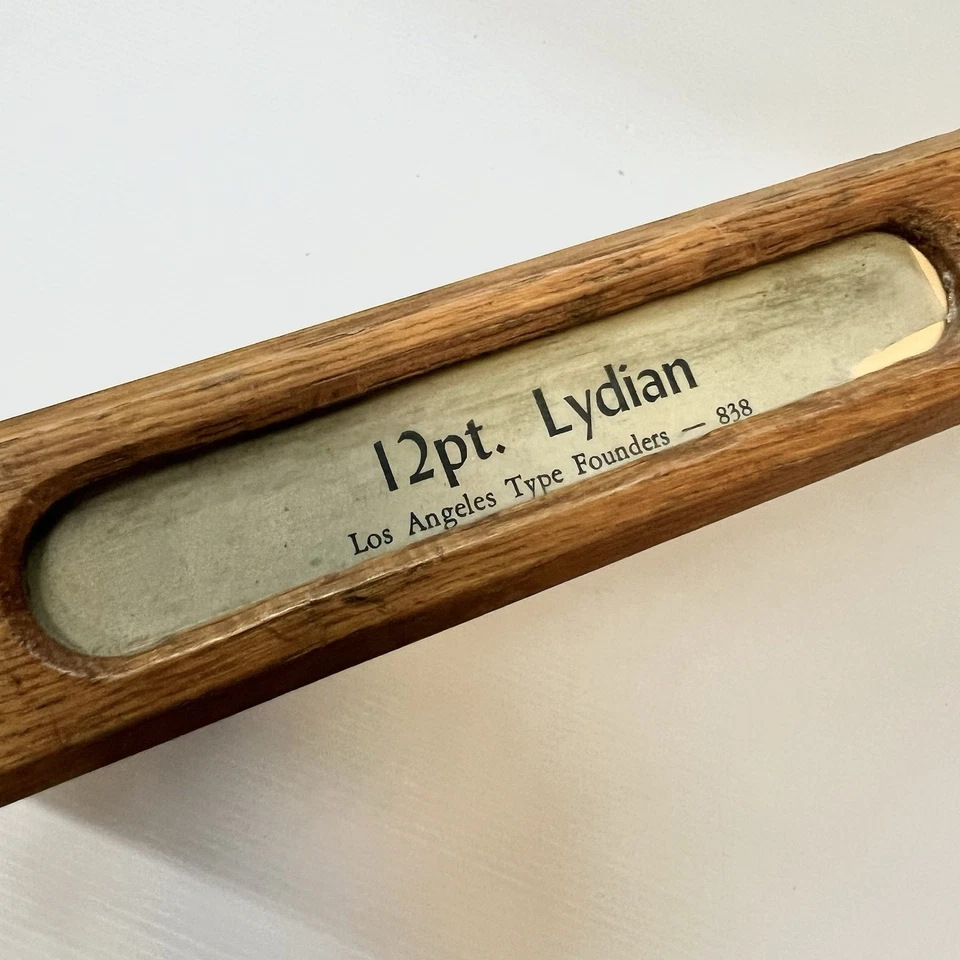 12pt. Lydian
Los Angeles Type Founders — 838